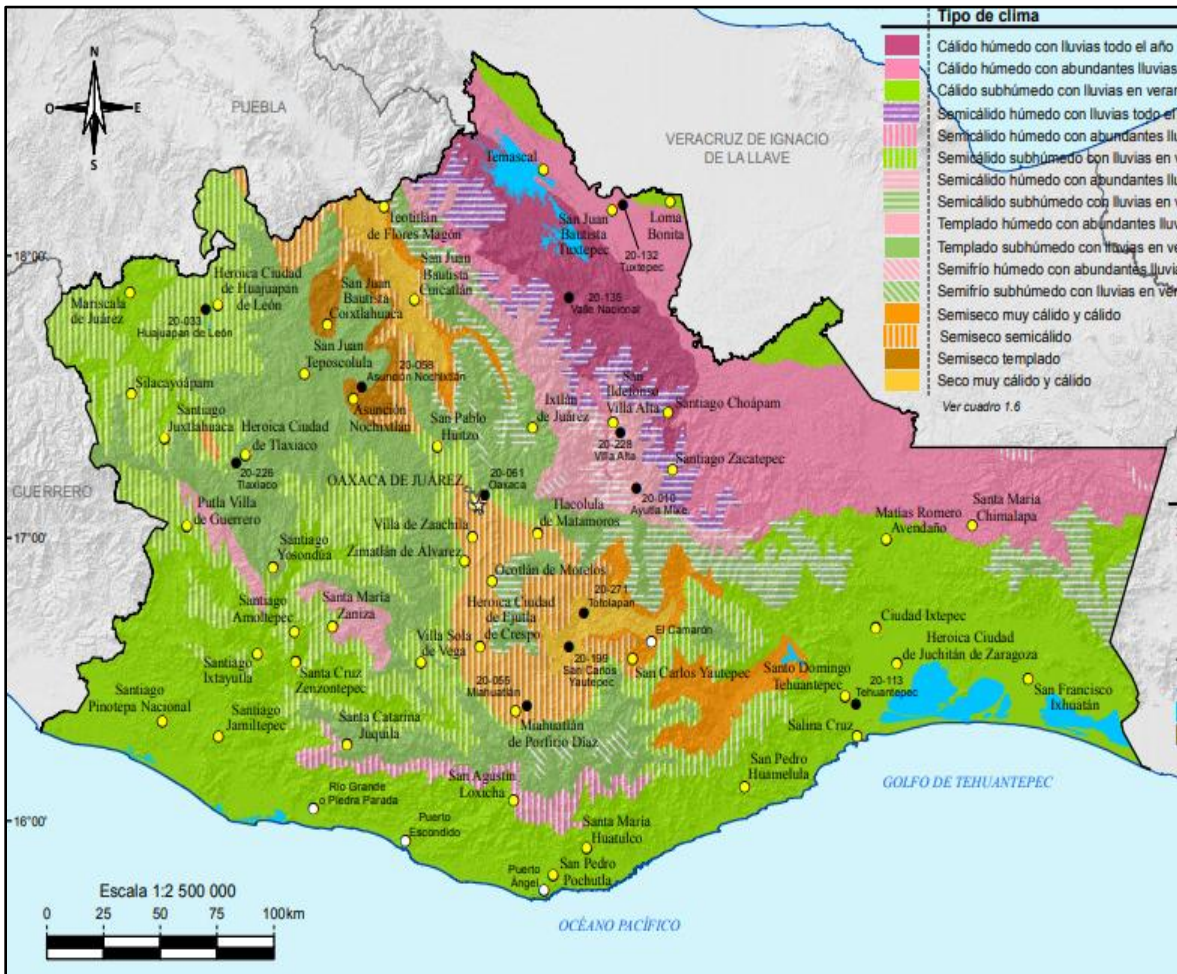 Tipo de clima
Cálido húmedo con lluvias todo el año
Cálido húmedo con abundantes lluvias
Cálido subhúmedo con lluvias en veran
Semicálido húmedo con lluvias todo el
Semicálido húmedo con abundantes llu
Semicálido subhúmedo con lluvias en v
Semicálido húmedo con abundantes llu
Semicálido subhúmedo con lluvias en v
Templado húmedo con abundantes lluv
Templado subhúmedo con lluvias en ve
Semifrío húmedo con abundantes lluvia
Semifrío subhúmedo con lluvias en ver
Semiseco muy cálido y cálido
Semiseco semicálido
Semiseco templado
Seco muy cálido y cálido
Ver cuadro 1.6
N
O
E
S
PUEBLA
VERACRUZ DE IGNACIO
DE LA LLAVE
GUERRERO
18°00'
17°00'
16°00'
Temascal
Teotitlán
de Flores Magón
San Juan
Bautista
Tuxtepec
20-132
Tuxtepec
Loma
Bonita
San Juan
Bautista
Cuicatlán
Heroica Ciudad
de Huajuapan
de León
Mariscala
de Juárez
20-033
Huajuapan de León
San Juan
Bautista
Coixtlahuaca
20-135
Valle Nacional
San Juan
Teposcolula
20-058
Asunción Nochixtlán
Asunción
Nochixtlán
Silacayoápam
Santiago
Juxtlahuaca
Heroica Ciudad
de Tlaxiaco
20-226
Tlaxiaco
San Pablo
Huitzo
Ixtlán
de Juárez
San
Ildefonso
Villa Alta
20-228
Villa Alta
Santiago Choápam
Santiago Zacatepec
20-010
Ayutla Mixe.
OAXACA DE JUÁREZ
20-061
Oaxaca
Putla Villa
de Guerrero
Villa de Zaachila
Tlacolula
de Matamoros
Matías Romero
Avendaño
Santa María
Chimalapa
Zimatlán de Álvarez
Santiago
Yosondúa
Ocotlán de Morelos
Heroica Ciudad
de Ejutla
de Crespo
20-271
Totolapan
El Camarón
Ciudad Ixtepec
Heroica Ciudad
de Juchitán de Zaragoza
Santiago
Amoltepec
Santa María
Zaniza
Villa Sola
de Vega
20-199
San Carlos
Yautepec
San Carlos Yautepec
Santo Domingo
Tehuantepec
20-113
Tehuantepec
San Francisco
Ixhuatán
Santiago
Ixtayutla
Santa Cruz
Zenzontepec
20-055
Miahuatlán
Miahuatlán
de Porfirio Díaz
Santiago
Pinotepa Nacional
Santiago
Jamiltepec
Santa Catarina
Juquila
Salina Cruz
San Pedro
Huamelula
GOLFO DE TEHUANTEPEC
San Agustín
Loxicha
Río Grande
o Piedra Parada
Puerto
Escondido
Santa María
Huatulco
Puerto
Ángel
San Pedro
Pochutla
OCÉANO PACÍFICO
Escala 1:2 500 000
0 25 50 75 100km